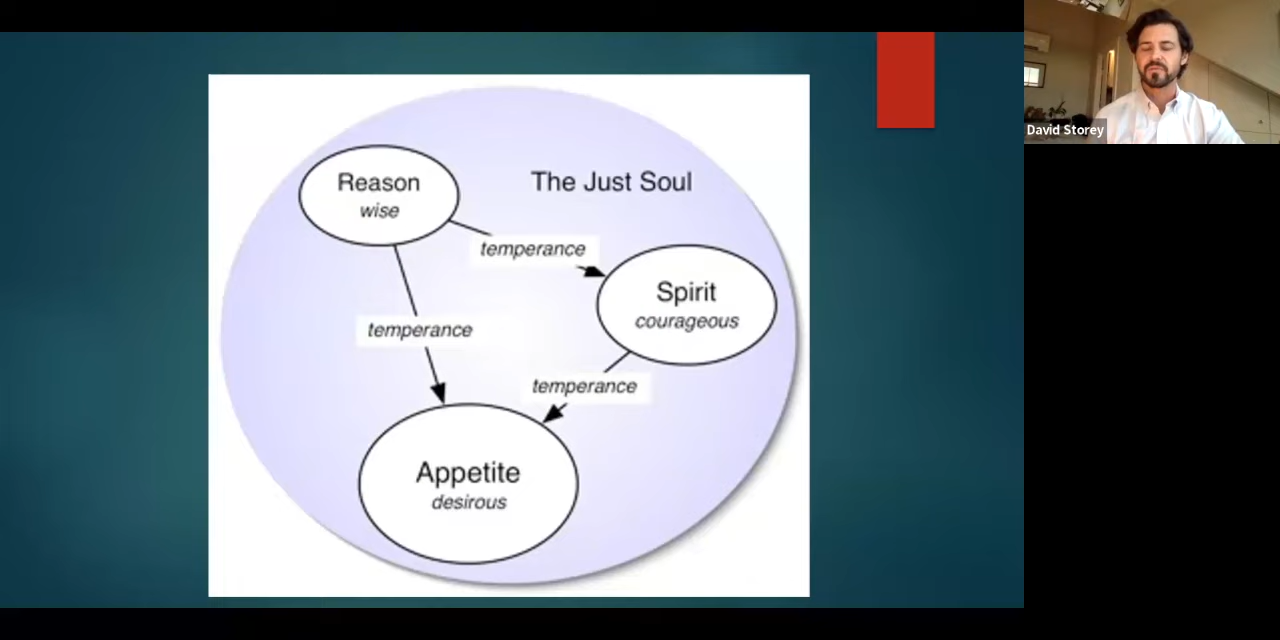 Reason
wise
The Just Soul
temperance
Spirit
courageous
temperance
temperance
Appetite
desirous
David Storey